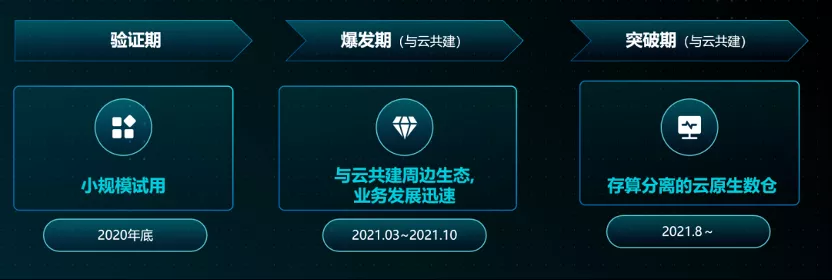 验证期
爆发期（与云共建）
突破期（与云共建）
小规模试用
与云共建周边生态,
业务发展迅速
存算分离的云原生数仓
2020年底
2021.03~2021.10
2021.8～